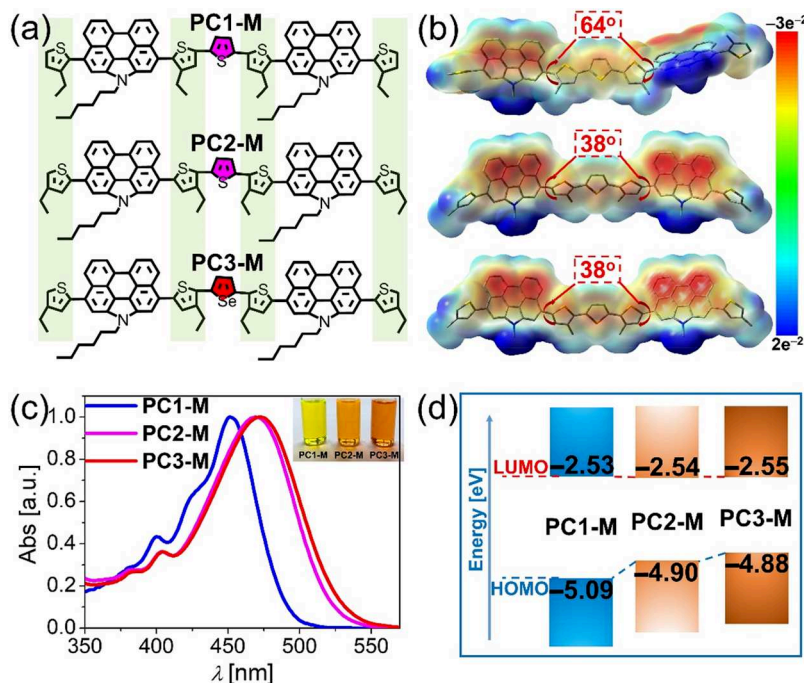 (a)
PC1-M
S
S
S
S
N
PC2-M
S
S
S
S
N
N
PC3-M
S
Se
S
S
N
N
(b)
64°
38°
38°
−3e⁻²
2e⁻²
(c)
PC1-M
PC2-M
PC3-M
PC1-M PC2-M PC3-M
Abs [a.u.]
1.0
0.8
0.6
0.4
0.2
0.0
350 400 450 500 550
λ [nm]
(d)
Energy [eV]
LUMO
−2.53 −2.54 −2.55
PC1-M PC2-M PC3-M
HOMO
−5.09 −4.90 −4.88